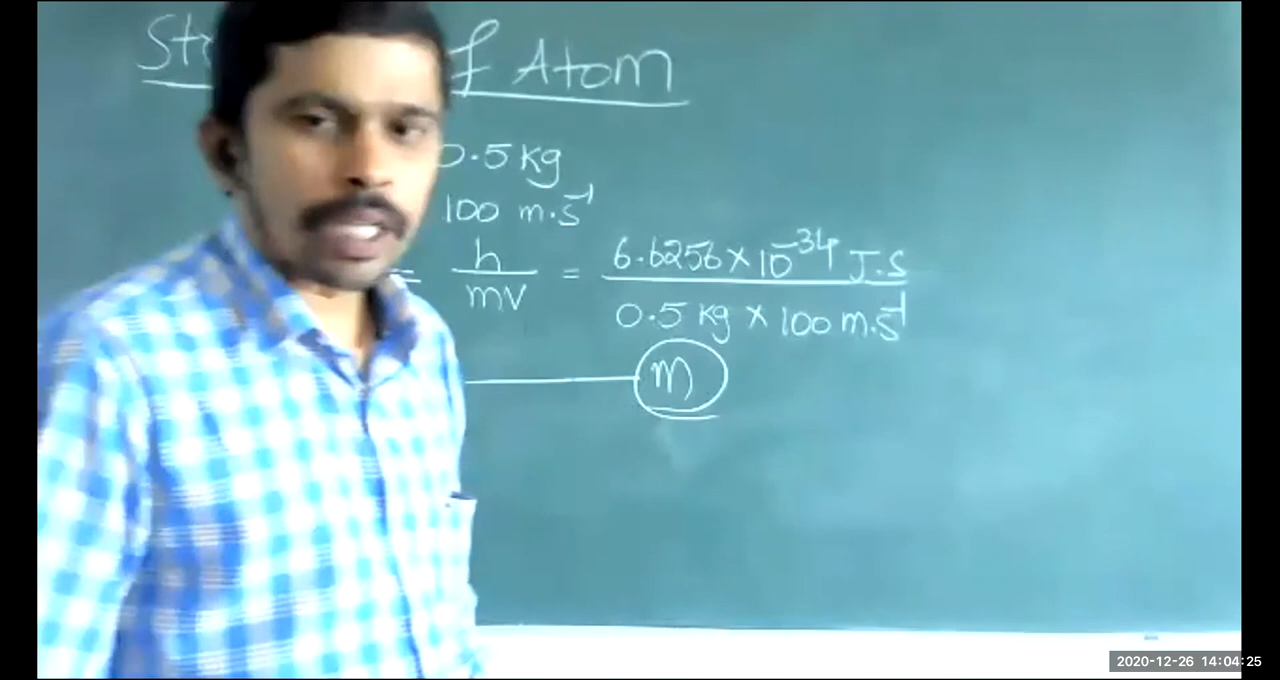 of Atom
0.5 kg
100 m.s⁻¹
= h/mv = 6.6256 × 10⁻³⁴ J.s / 0.5 kg × 100 m.s⁻¹
m
2020-12-26 14:04:25